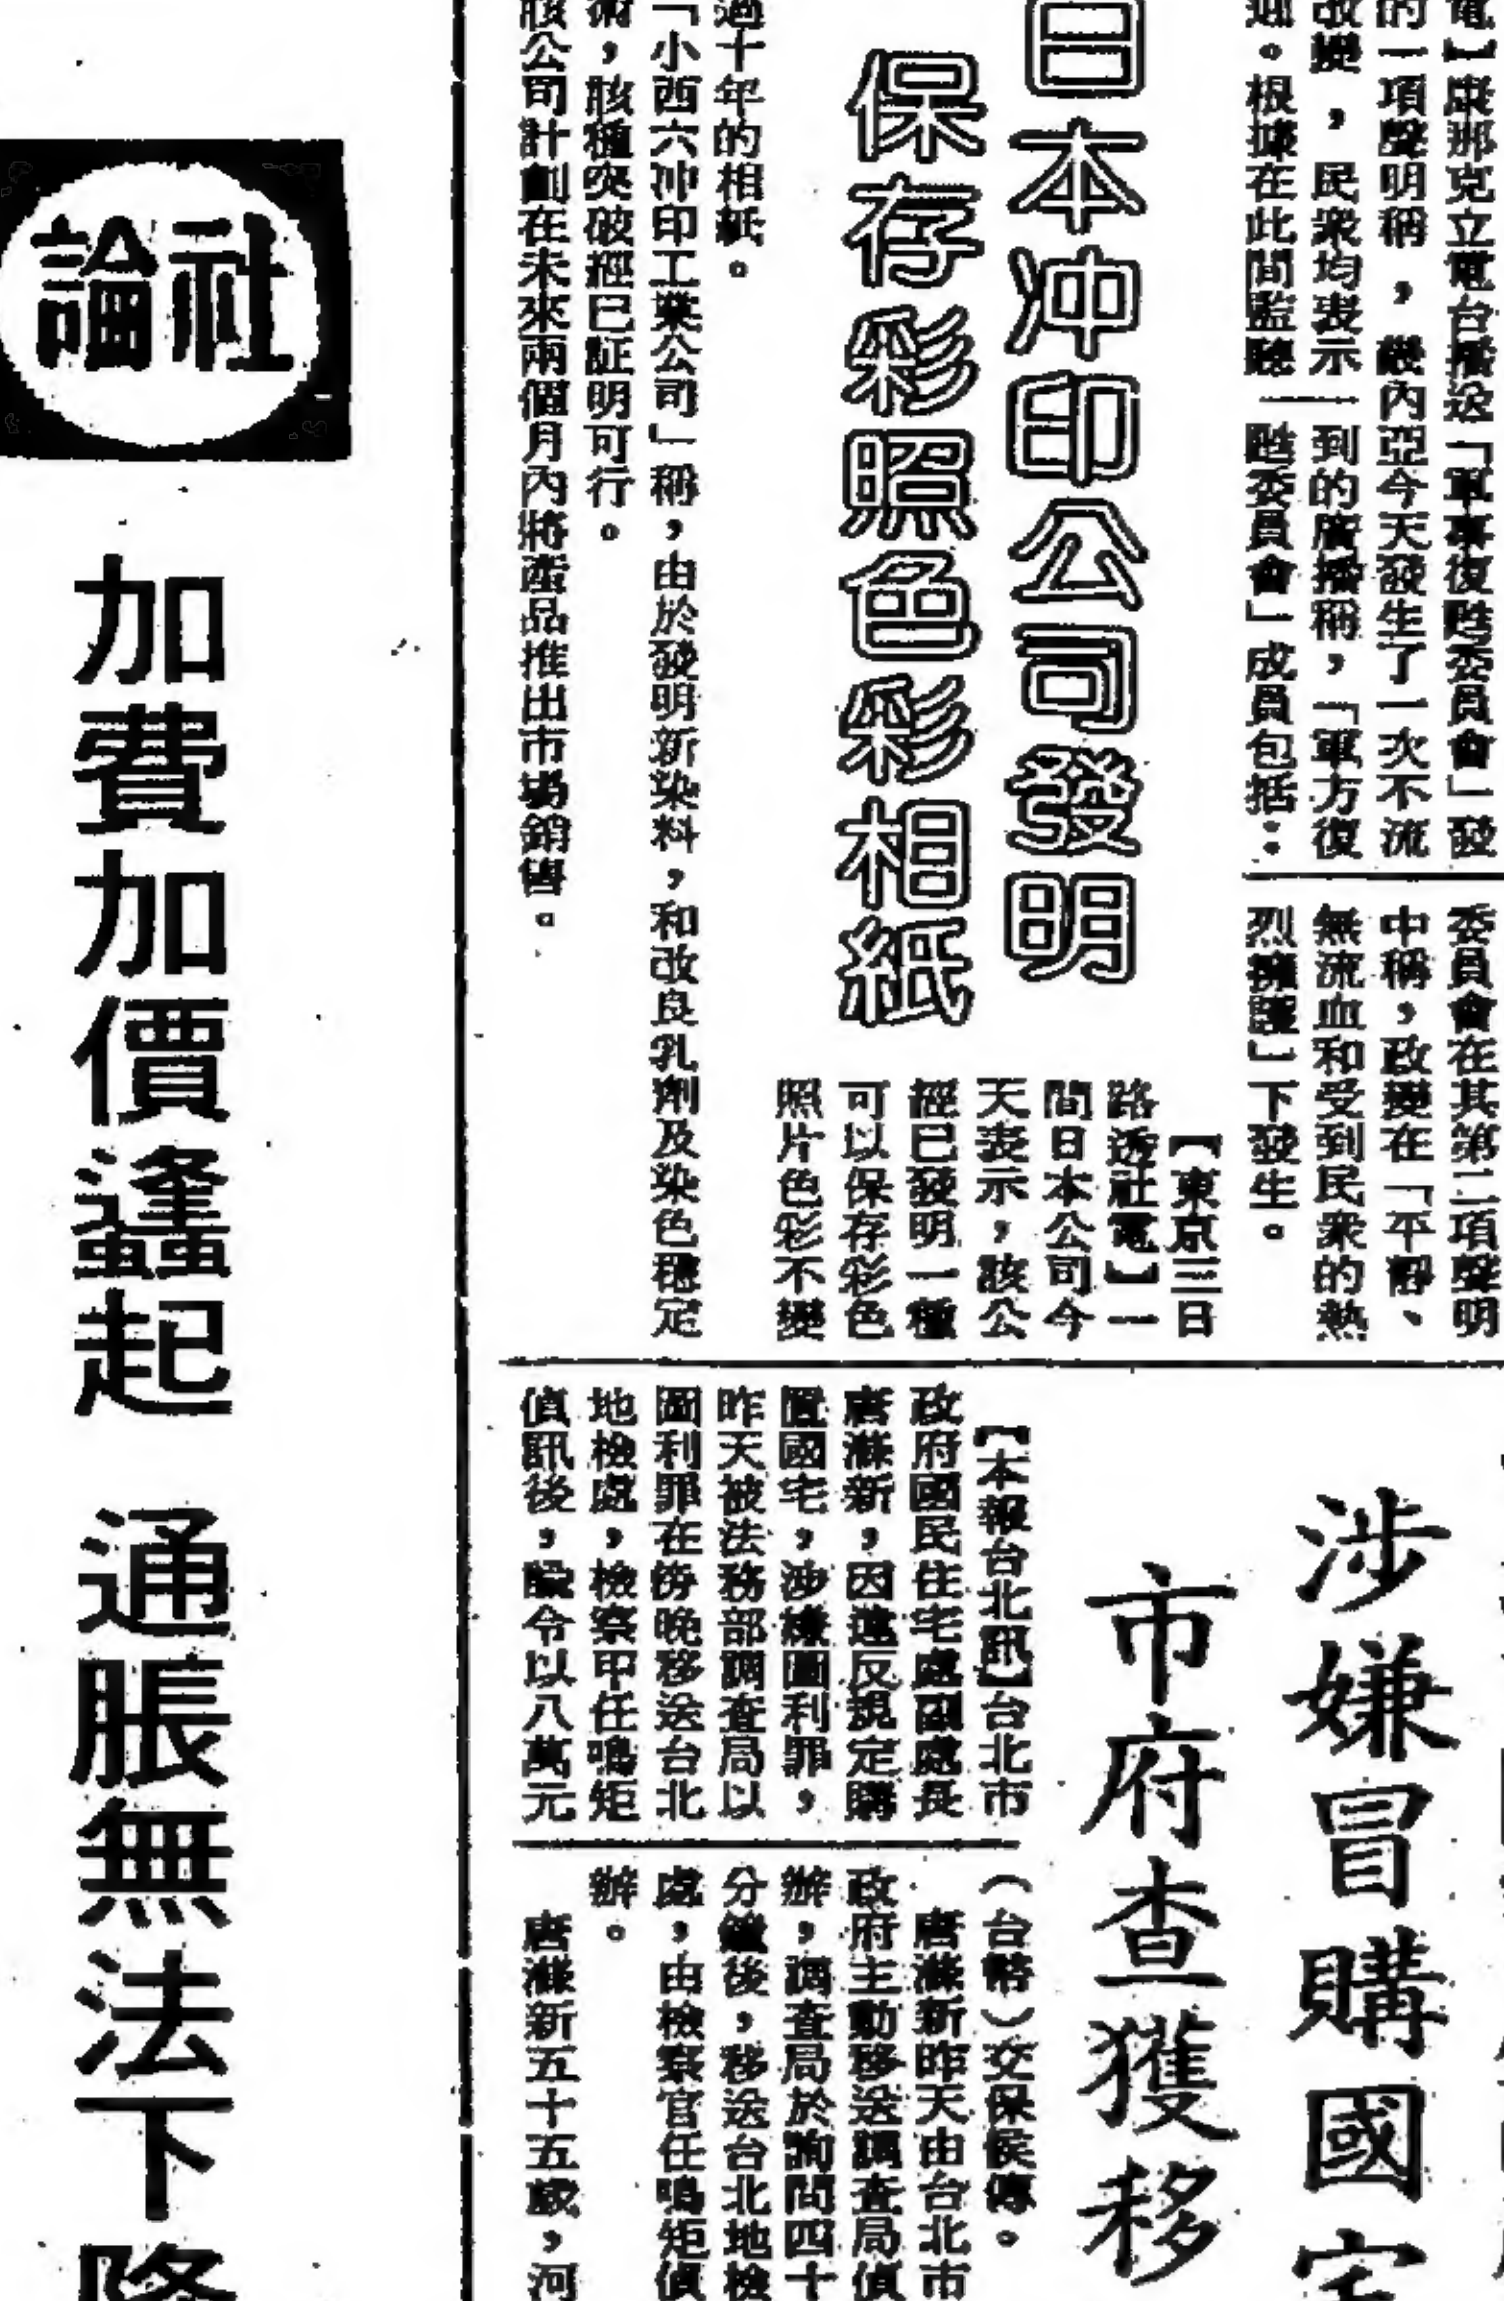 電】康那克立電台播送「軍事復甦委員會」發
的一項聲明稱，幾內亞今天發生了一次不流
改變，民衆均表示
到的廣播稱，「軍方復
。根據在此間監聽
甦委員會」成員包括：
委員會在其第二項聲明
中稱，政變在「平靜、
無流血和受到民衆的熱
烈擁護」下發生。
日本冲印公司發明
保存彩照色彩相紙
【東京三日
路透社電】一
間日本公司今
天表示，該公
經已發明一種
可以保存彩色
照片色彩不變
過十年的相紙。
「小西六冲印工業公司」稱，由於發明新染料，和改良乳劑及染色穩定
術，該種突破經已証明可行。
該公司計劃在未來兩個月內將產品推出市場銷售。
涉嫌冒購國宅
市府查獲移
【本報台北訊】台北市
政府國民住宅處副處長
唐滌新，因違反規定購
置國宅，涉嫌圖利罪，
昨天被法務部調查局以
圖利罪在傍晚移送台北
地檢處，檢察甲任鳴矩
偵訊後，諭令以八萬元
（台幣）交保候傳。
唐滌新昨天由台北市
政府主動移送調查局偵
辦，調查局於詢問四十
分鐘後，移送台北地檢
處，由檢察官任鳴矩偵
辦。
唐滌新五十五歲，河
社論
加費加價蠭起　通脹無法下降